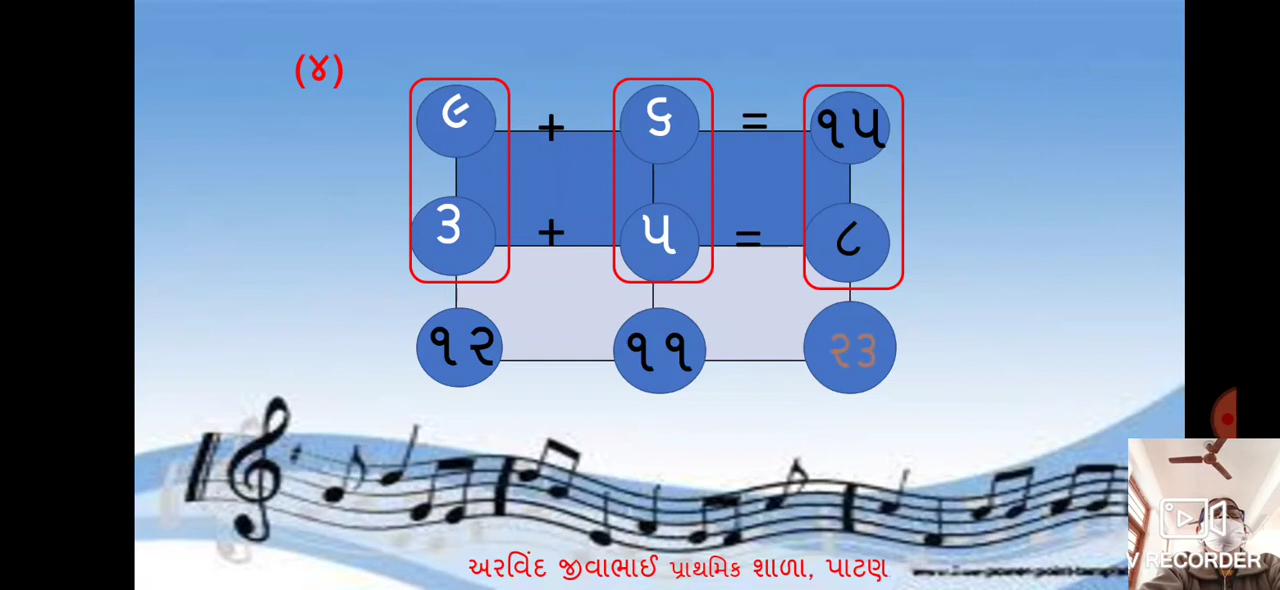 (૪)
૯ + ૬ = ૧૫
૩ + ૫ = ૮
૧૨ ૧૧ ૨૩
V RECORDER
અરવિંદ જીવાભાઈ પ્રાથમિક શાળા, પાટણ